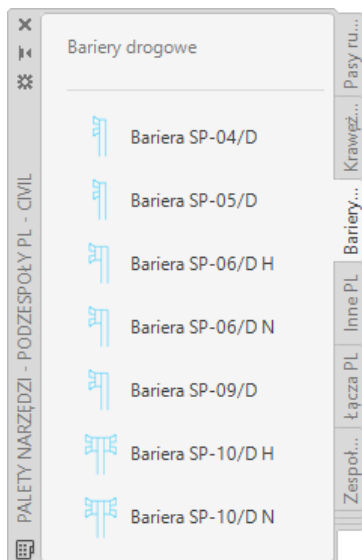 Bariery drogowe
Bariera SP-04/D
Bariera SP-05/D
Bariera SP-06/D H
Bariera SP-06/D N
Bariera SP-09/D
Bariera SP-10/D H
Bariera SP-10/D N
PALETY NARZĘDZI - PODZESPOŁY PL - CIVIL
Pasy ru...
Krawęż...
Bariery...
Inne PL
Łącza PL
Zespoł...